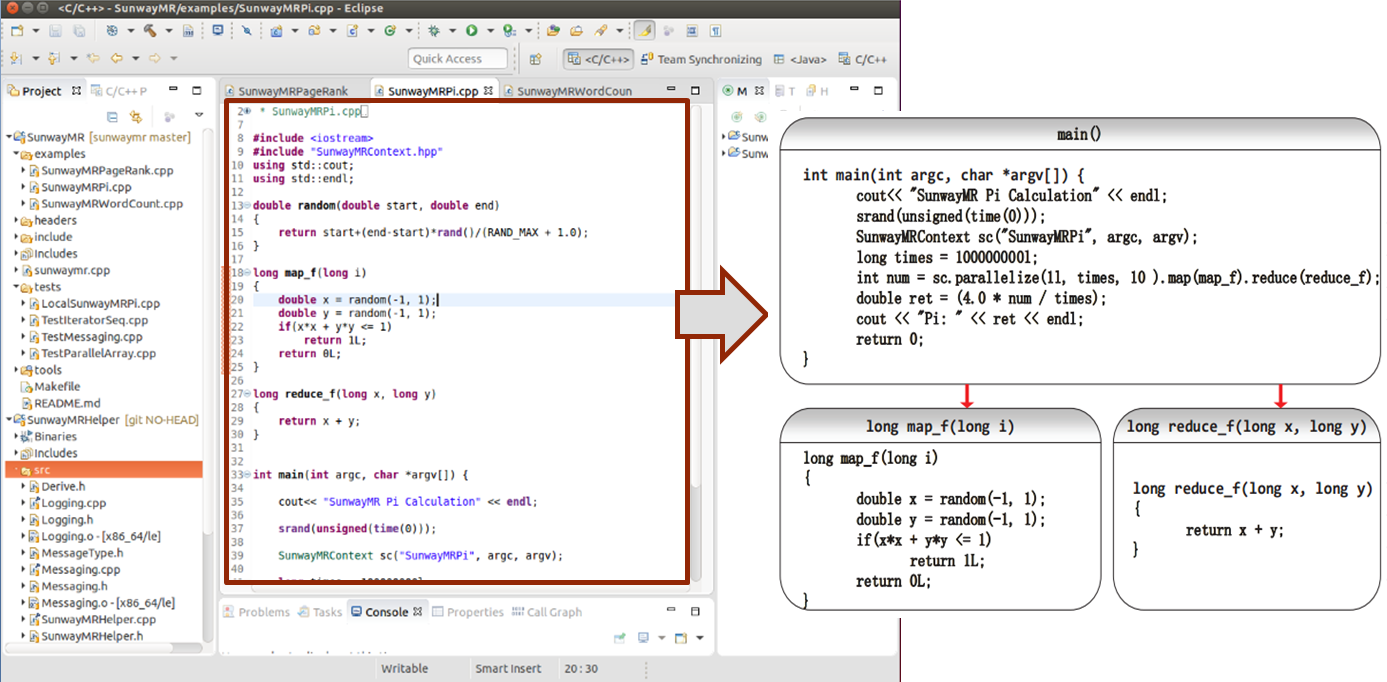 <C/C++> - SunwayMR/examples/SunwayMRPi.cpp - Eclipse
Quick Access
<C/C++>
Team Synchronizing
<Java>
C/C++
Project
C/C++ P
SunwayMR [sunwaymr master]
examples
SunwayMRPageRank.cpp
SunwayMRPi.cpp
SunwayMRWordCount.cpp
headers
include
Includes
sunwaymr.cpp
tests
LocalSunwayMRPi.cpp
TestIteratorSeq.cpp
TestMessaging.cpp
TestParallelArray.cpp
tools
Makefile
README.md
SunwayMRHelper [git NO-HEAD]
Binaries
Includes
src
Derive.h
Logging.cpp
Logging.h
Logging.o - [x86_64/le]
MessageType.h
Messaging.cpp
Messaging.h
Messaging.o - [x86_64/le]
SunwayMRHelper.cpp
SunwayMRHelper.h
SunwayMRPageRank
SunwayMRPi.cpp
SunwayMRWordCoun
2 * SunwayMRPi.cpp
7
8 #include <iostream>
9 #include "SunwayMRContext.hpp"
10 using std::cout;
11 using std::endl;
12
13 double random(double start, double end)
14 {
15 return start+(end-start)*rand()/(RAND_MAX + 1.0);
16 }
17
18 long map_f(long i)
19 {
20 double x = random(-1, 1);
21 double y = random(-1, 1);
22 if(x*x + y*y <= 1)
23 return 1L;
24 return 0L;
25 }
26
27 long reduce_f(long x, long y)
28 {
29 return x + y;
30 }
31
32
33 int main(int argc, char *argv[]) {
34
35 cout<< "SunwayMR Pi Calculation" << endl;
36
37 srand(unsigned(time(0)));
38
39 SunwayMRContext sc("SunwayMRPi", argc, argv);
40
Problems
Tasks
Console
Properties
Call Graph
Writable
Smart Insert
20:30
M
T
H
Sunw
Sunw
main()
int main(int argc, char *argv[]) {
cout<< "SunwayMR Pi Calculation" << endl;
srand(unsigned(time(0)));
SunwayMRContext sc("SunwayMRPi", argc, argv);
long times = 1000000000l;
int num = sc.parallelize(1l, times, 10 ).map(map_f).reduce(reduce_f);
double ret = (4.0 * num / times);
cout << "Pi: " << ret << endl;
return 0;
}
long map_f(long i)
long map_f(long i)
{
double x = random(-1, 1);
double y = random(-1, 1);
if(x*x + y*y <= 1)
return 1L;
return 0L;
}
long reduce_f(long x, long y)
long reduce_f(long x, long y)
{
return x + y;
}